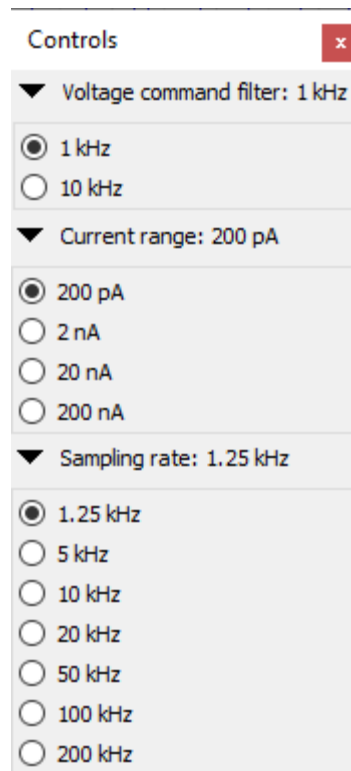 Controls
x
Voltage command filter: 1 kHz
1 kHz
10 kHz
Current range: 200 pA
200 pA
2 nA
20 nA
200 nA
Sampling rate: 1.25 kHz
1.25 kHz
5 kHz
10 kHz
20 kHz
50 kHz
100 kHz
200 kHz